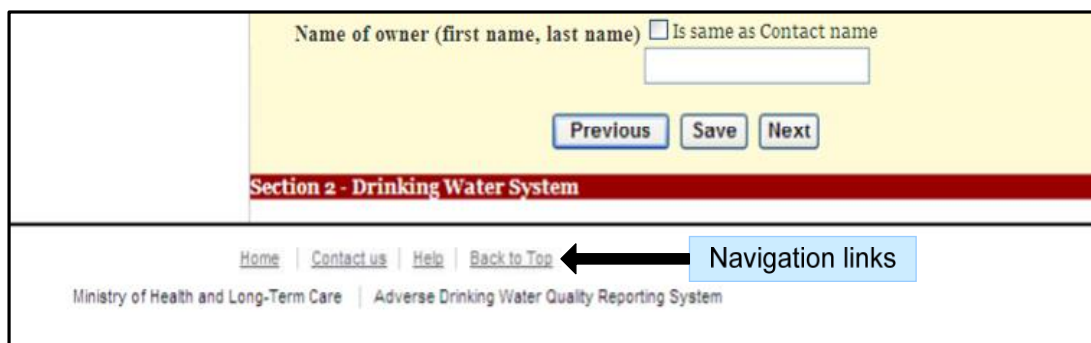 Name of owner (first name, last name) Is same as Contact name
Previous Save Next
Section 2 - Drinking Water System
Home | Contact us | Help | Back to Top
Navigation links
Ministry of Health and Long-Term Care | Adverse Drinking Water Quality Reporting System